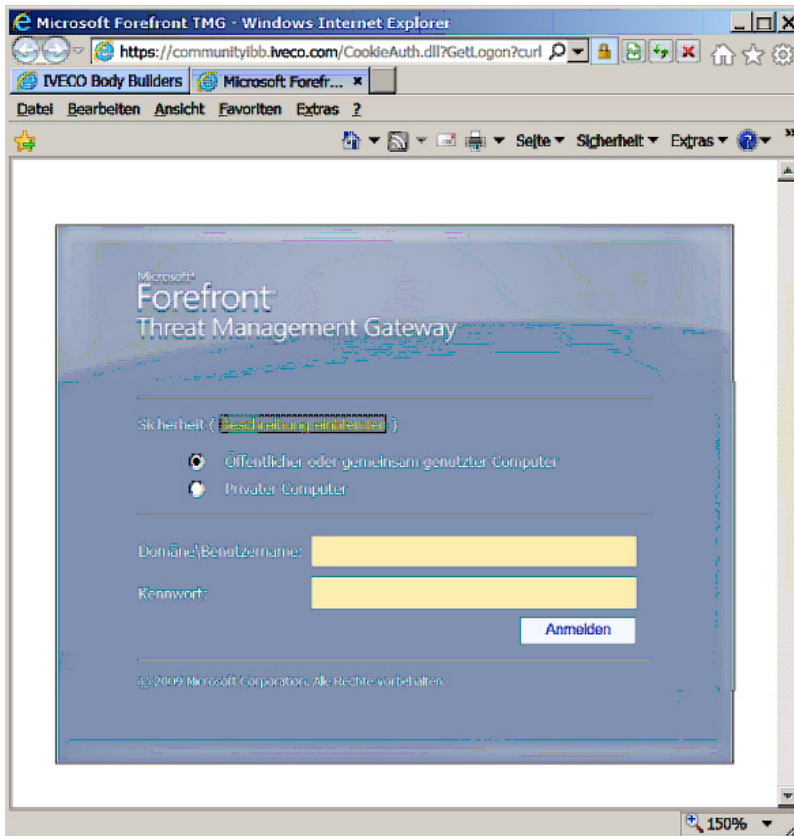 Microsoft Forefront TMG - Windows Internet Explorer
https://communityibb.iveco.com/CookieAuth.dll?GetLogon?curl
IVECO Body Builders Microsoft Forefr...
Datei Bearbeiten Ansicht Favoriten Extras ?
Seite Sicherheit Extras ? »
Microsoft®
Forefront
Threat Management Gateway
Sicherheit ( Beschreibung einblenden )
Öffentlicher oder gemeinsam genutzter Computer
Privater Computer
Domäne\Benutzername:
Kennwort:
Anmelden
© 2009 Microsoft Corporation. Alle Rechte vorbehalten.
150%